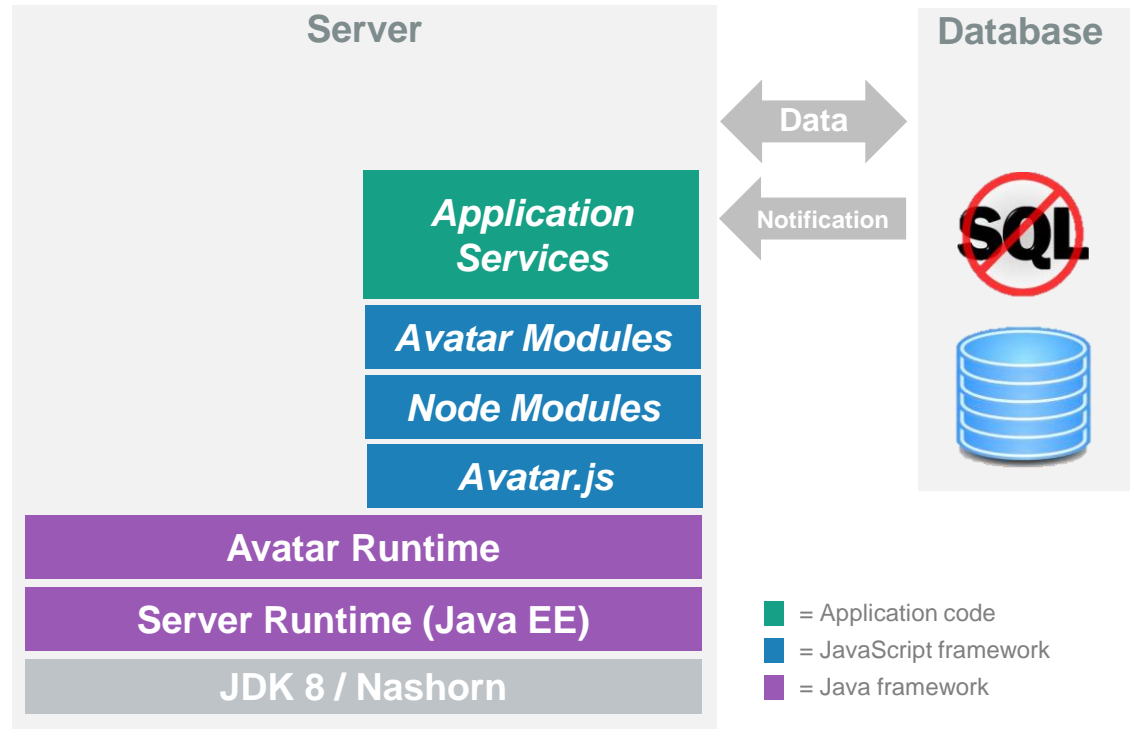 Server
Database
Data
Notification
SQL
Application
Services
Avatar Modules
Node Modules
Avatar.js
Avatar Runtime
Server Runtime (Java EE)
JDK 8 / Nashorn
= Application code
= JavaScript framework
= Java framework